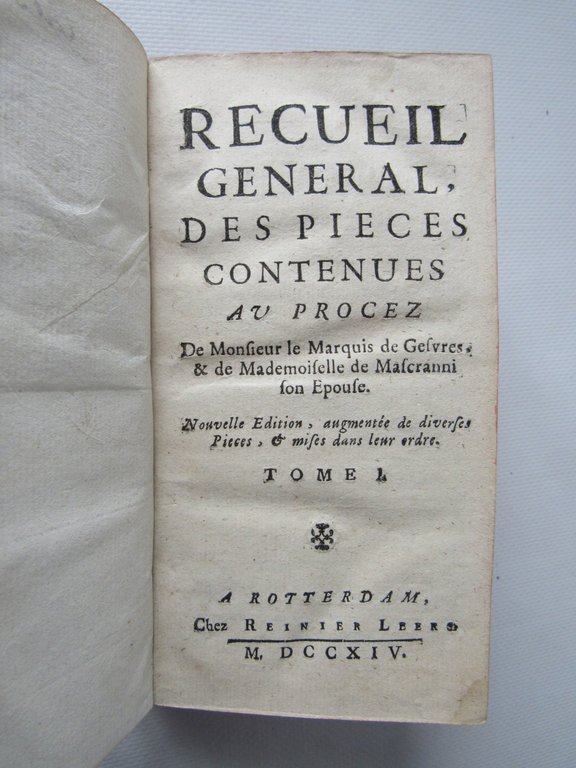 RECUEIL
GENERAL,
DES PIECES
CONTENUES
AV PROCEZ
De Monſieur le Marquis de Geſvres,
& de Mademoiſelle de Maſcranni
ſon Epouſe.
Nouvelle Edition, augmentée de diverſes
Pieces, & miſes dans leur ordre.
TOME I.
A ROTTERDAM,
Chez REINIER LEERS,
M. DCCXIV.